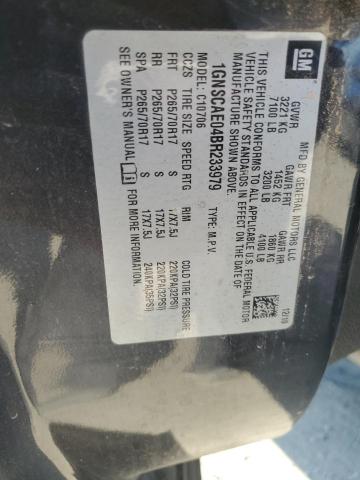 GM
MFD BY GENERAL MOTORS LLC
12/10
GVWR GAWR FRT GAWR RR
3221 KG 1452 KG 1860 KG
7100 LB 3200 LB 4100 LB
THIS VEHICLE CONFORMS TO ALL APPLICABLE U.S. FEDERAL MOTOR
VEHICLE SAFETY STANDARDS IN EFFECT ON THE DATE OF
MANUFACTURE SHOWN ABOVE.
1GNSCAE04BR233979 TYPE: M.P.V.
C10706
CCZS TIRE SIZE SPEED RTG RIM COLD TIRE PRESSURE
FRT P265/70R17 S 17X7.5J 220KPA(32PSI)
RR P265/70R17 S 17X7.5J 220KPA(32PSI)
SPA P265/70R17 S 17X7.5J 240KPA(35PSI)
SEE OWNER'S MANUAL FOR MORE INFORMATION.